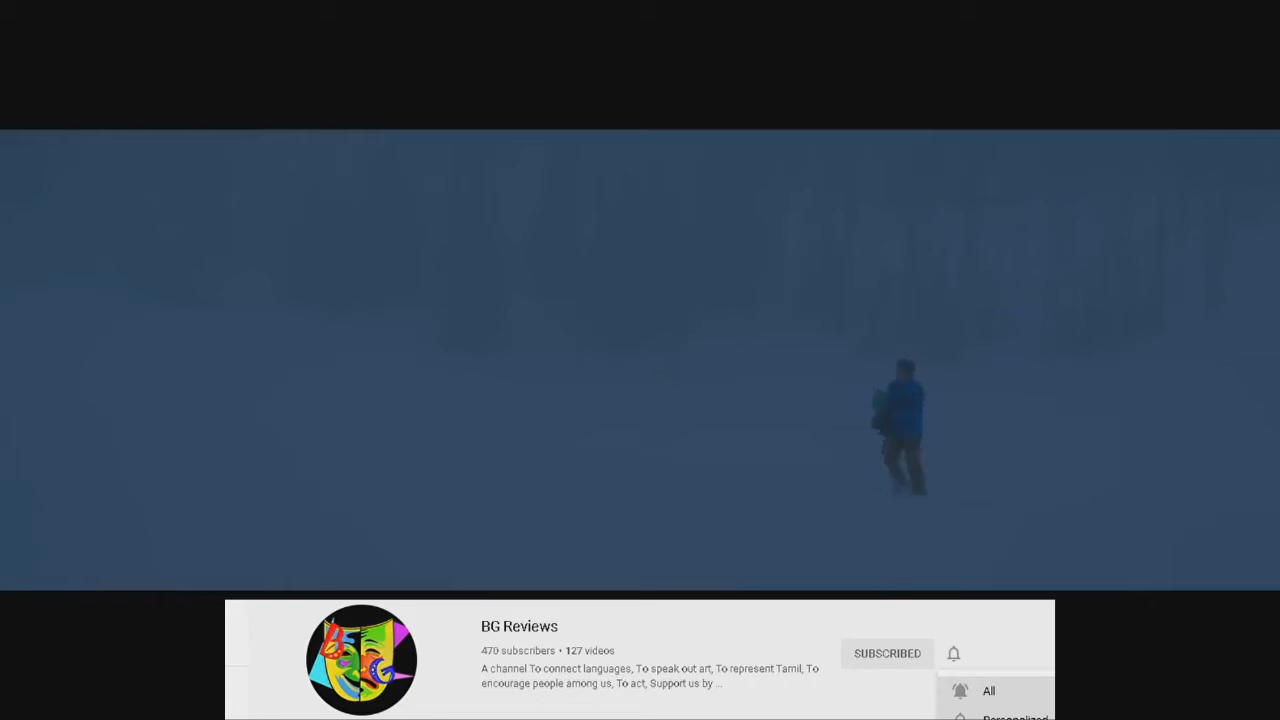 BG Reviews
470 subscribers • 127 videos
A channel To connect languages, To speak out art, To represent Tamil, To
encourage people among us, To act, Support us by ...
SUBSCRIBED
All
Personalized
B
G